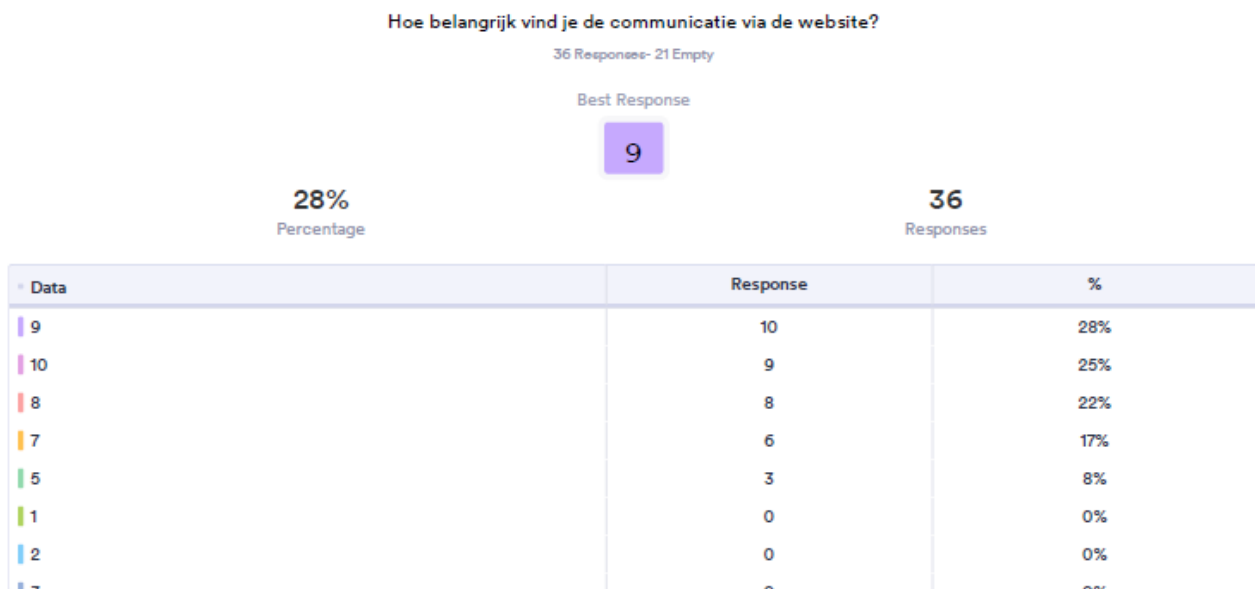 Hoe belangrijk vind je de communicatie via de website?
36 Responses- 21 Empty
Best Response
9
28% 36
Percentage Responses
Data Response %
9 10 28%
10 9 25%
8 8 22%
7 6 17%
5 3 8%
1 0 0%
2 0 0%